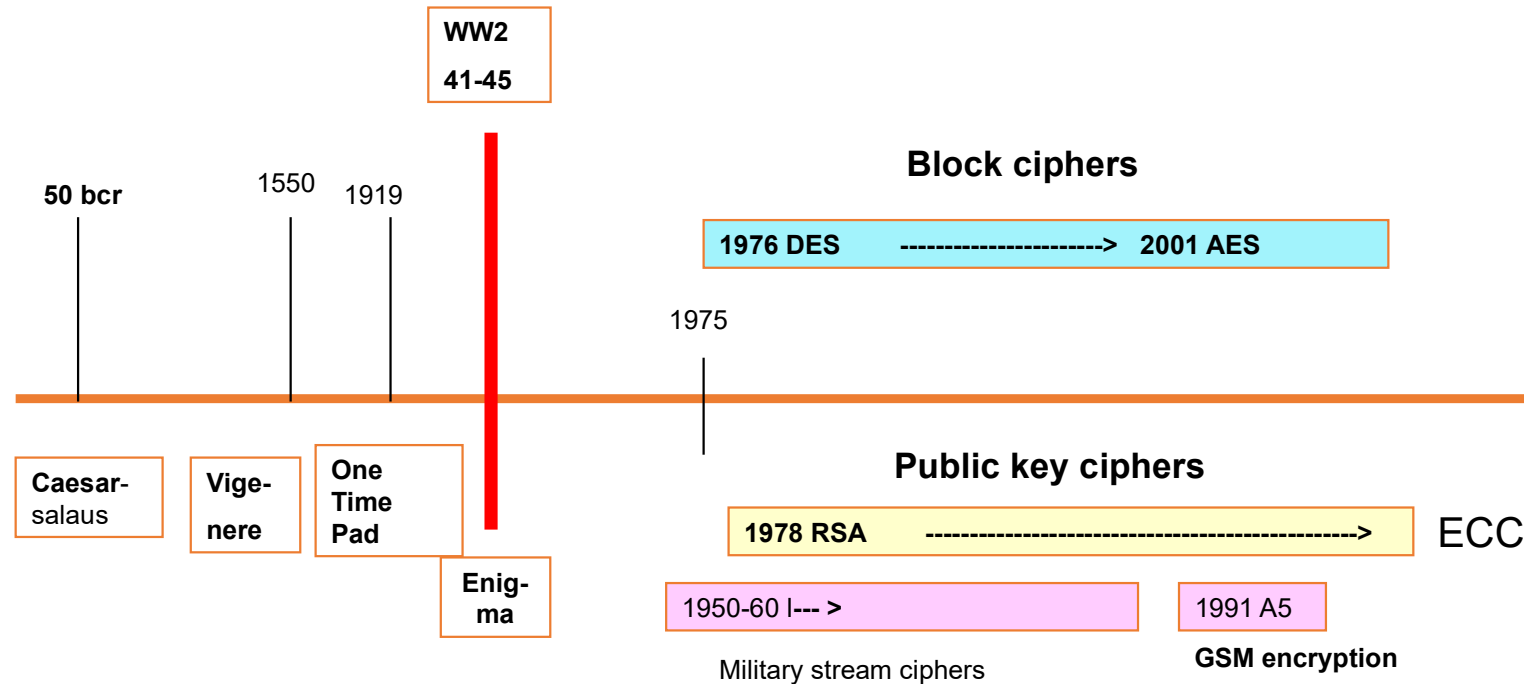 WW2
41-45
50 bcr
1550
1919
Block ciphers
1976 DES -----------------------> 2001 AES
1975
Caesar-
salaus
Vige-
nere
One
Time
Pad
Enig-
ma
Public key ciphers
1978 RSA -------------------------------------------------> ECC
1950-60 l--- >
1991 A5
Military stream ciphers
GSM encryption